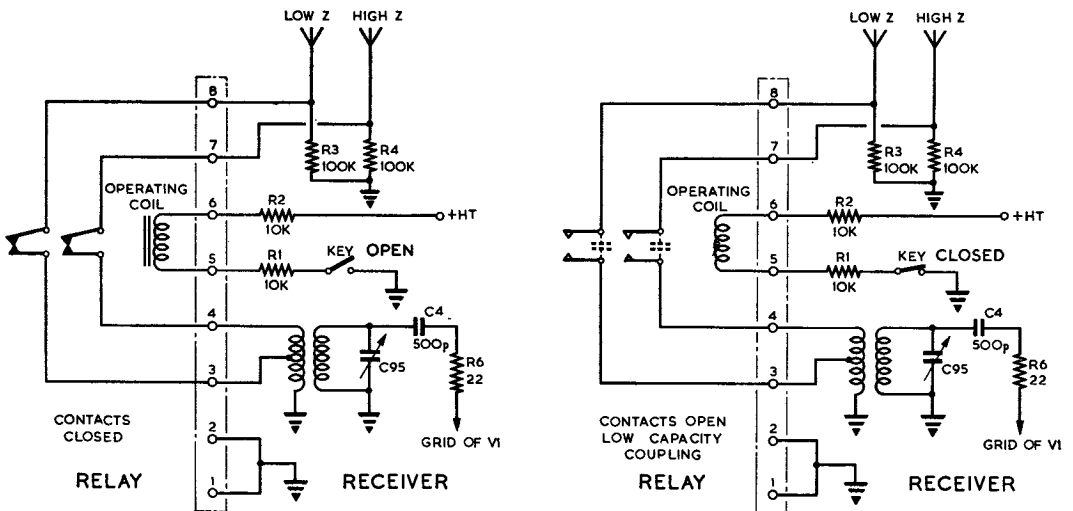 LOW Z HIGH Z
8
7
R3
100K
R4
100K
OPERATING
COIL
6
R2
10K
+HT
5
R1
10K
KEY OPEN
4
C4
500p
C95
R6
22
3
CONTACTS
CLOSED
2
GRID OF V1
1
RELAY
RECEIVER
LOW Z HIGH Z
8
7
R3
100K
R4
100K
OPERATING
COIL
6
R2
10K
+HT
5
R1
10K
KEY CLOSED
4
C4
500p
C95
R6
22
3
CONTACTS OPEN
LOW CAPACITY
COUPLING
2
GRID OF V1
1
RELAY
RECEIVER